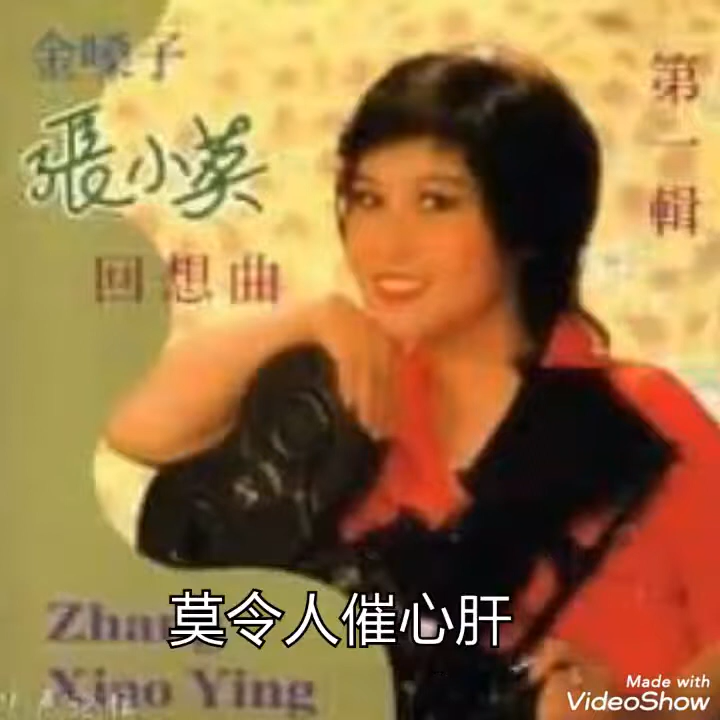 金嗓子
張小英
回想曲
第一輯
莫令人催心肝
Zhang
Xiao Ying
Made with
VideoShow